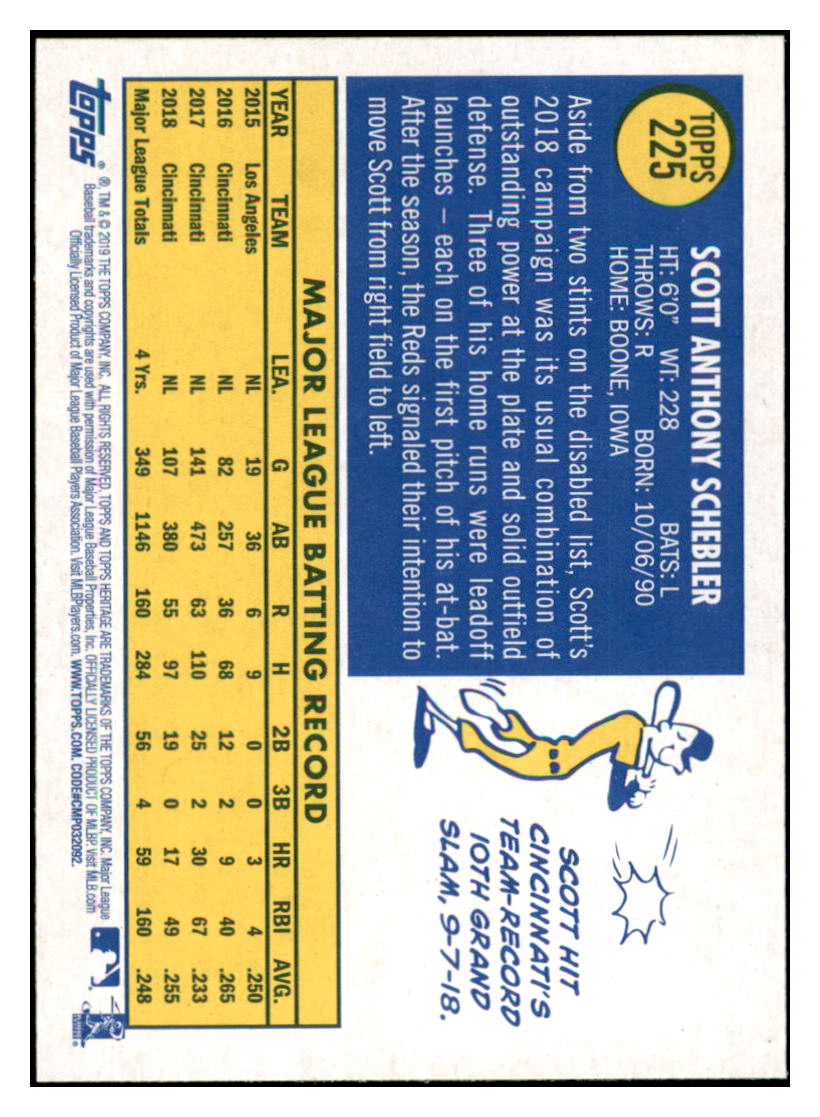 TOPPS
225
SCOTT ANTHONY SCHEBLER
HT: 6'0" WT: 228 BATS: L
THROWS: R BORN: 10/06/90
HOME: BOONE, IOWA
Aside from two stints on the disabled list, Scott's
2018 campaign was its usual combination of
outstanding power at the plate and solid outfield
defense. Three of his home runs were leadoff
launches – each on the first pitch of his at-bat.
After the season, the Reds signaled their intention to
move Scott from right field to left.
SCOTT HIT
CINCINNATI'S
TEAM-RECORD
10TH GRAND
SLAM, 9-7-18.
MAJOR LEAGUE BATTING RECORD
YEAR TEAM LEA. G AB R H 2B 3B HR RBI AVG.
2015 Los Angeles NL 19 36 6 9 0 0 3 4 .250
2016 Cincinnati NL 82 257 36 68 12 2 9 40 .265
2017 Cincinnati NL 141 473 63 110 25 2 30 67 .233
2018 Cincinnati NL 107 380 55 97 19 0 17 49 .255
Major League Totals 4 Yrs. 349 1146 160 284 56 4 59 160 .248
topps®
®, TM & © 2019 THE TOPPS COMPANY, INC. ALL RIGHTS RESERVED. TOPPS AND TOPPS HERITAGE ARE TRADEMARKS OF THE TOPPS COMPANY, INC. Major League
Baseball trademarks and copyrights are used with permission of Major League Baseball Properties, Inc. OFFICIALLY LICENSED PRODUCT OF MLBP. Visit MLB.com
Officially Licensed Product of Major League Baseball Players Association. Visit MLBPlayers.com. WWW.TOPPS.COM. CODE#CMP032092.